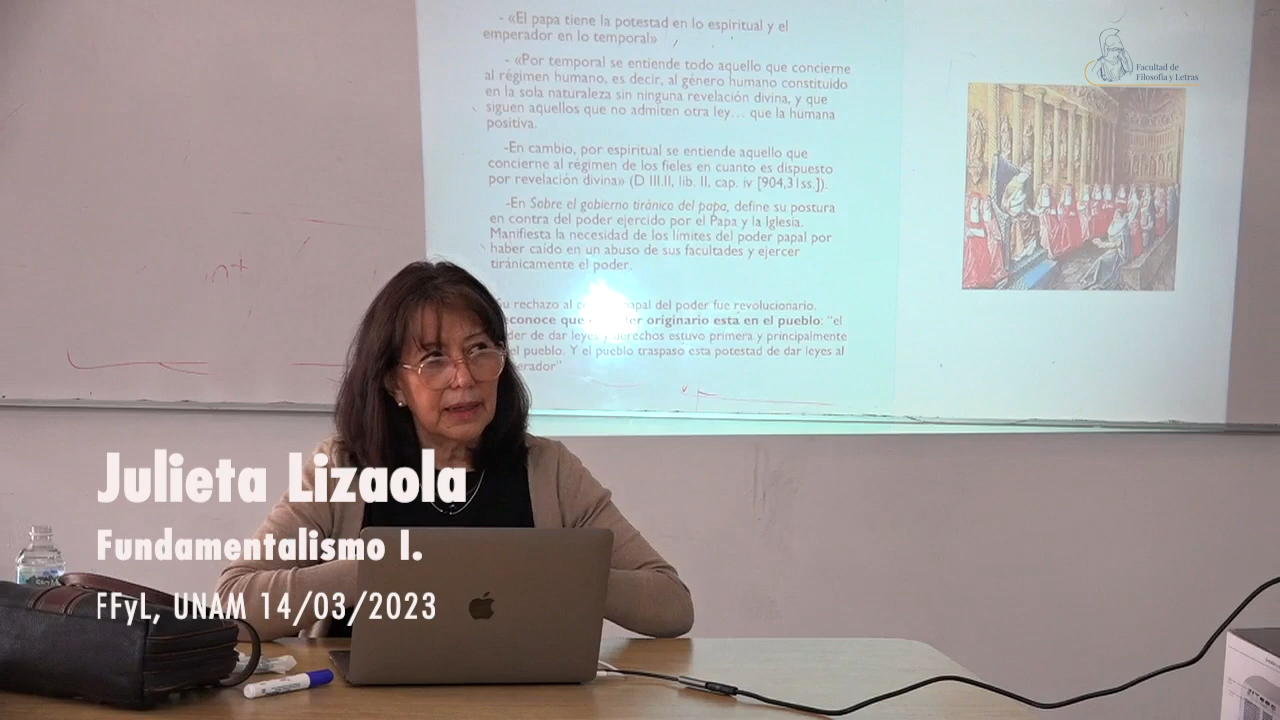 - «El papa tiene la potestad en lo espiritual y el
emperador en lo temporal»
- «Por temporal se entiende todo aquello que concierne
al régimen humano, es decir, al género humano constituido
en la sola naturaleza sin ninguna revelación divina, y que
siguen aquellos que no admiten otra ley… que la humana
positiva.
-En cambio, por espiritual se entiende aquello que
concierne al régimen de los fieles en cuanto es dispuesto
por revelación divina» (D III.II, lib. II, cap. iv [904,31ss.]).
-En Sobre el gobierno tiránico del papa, define su postura
en contra del poder ejercido por el Papa y la Iglesia.
Manifiesta la necesidad de los límites del poder papal por
haber caído en un abuso de sus facultades y ejercer
tiránicamente el poder.
su rechazo al papal del poder fue revolucionario.
que originario está en el pueblo: "el
de dar leyes y derechos estuvo primera y principalmente
el pueblo. Y el pueblo traspasó esta potestad de dar leyes al
Facultad de
Filosofía y Letras
Julieta Lizaola
Fundamentalismo I.
FFyL, UNAM 14/03/2023